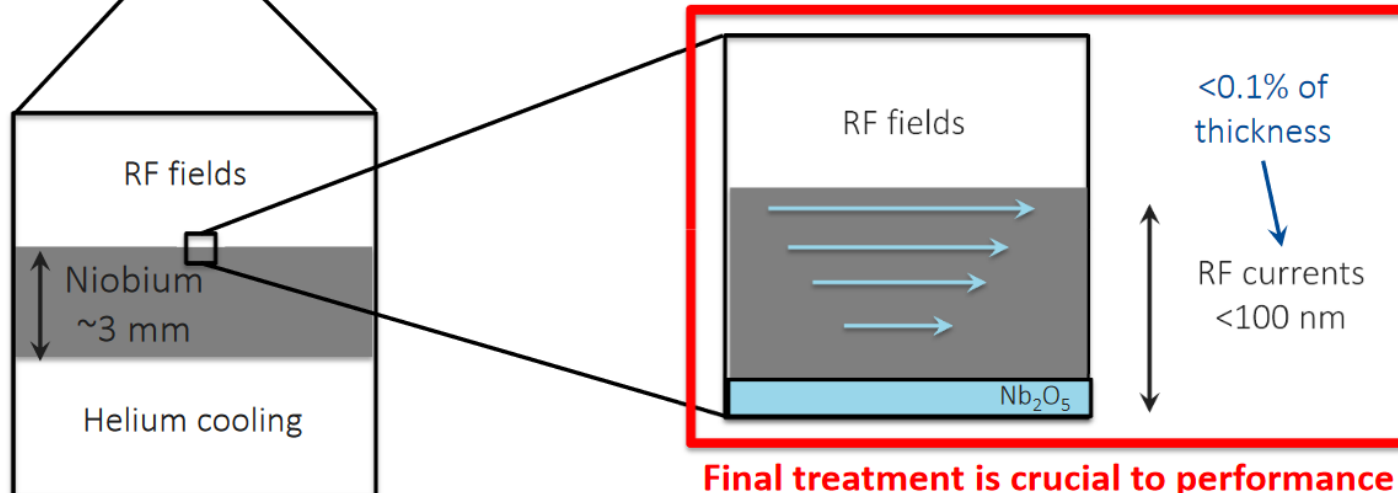 RF fields
Niobium
~3 mm
Helium cooling
RF fields
Nb₂O₅
<0.1% of
thickness
RF currents
<100 nm
Final treatment is crucial to performance